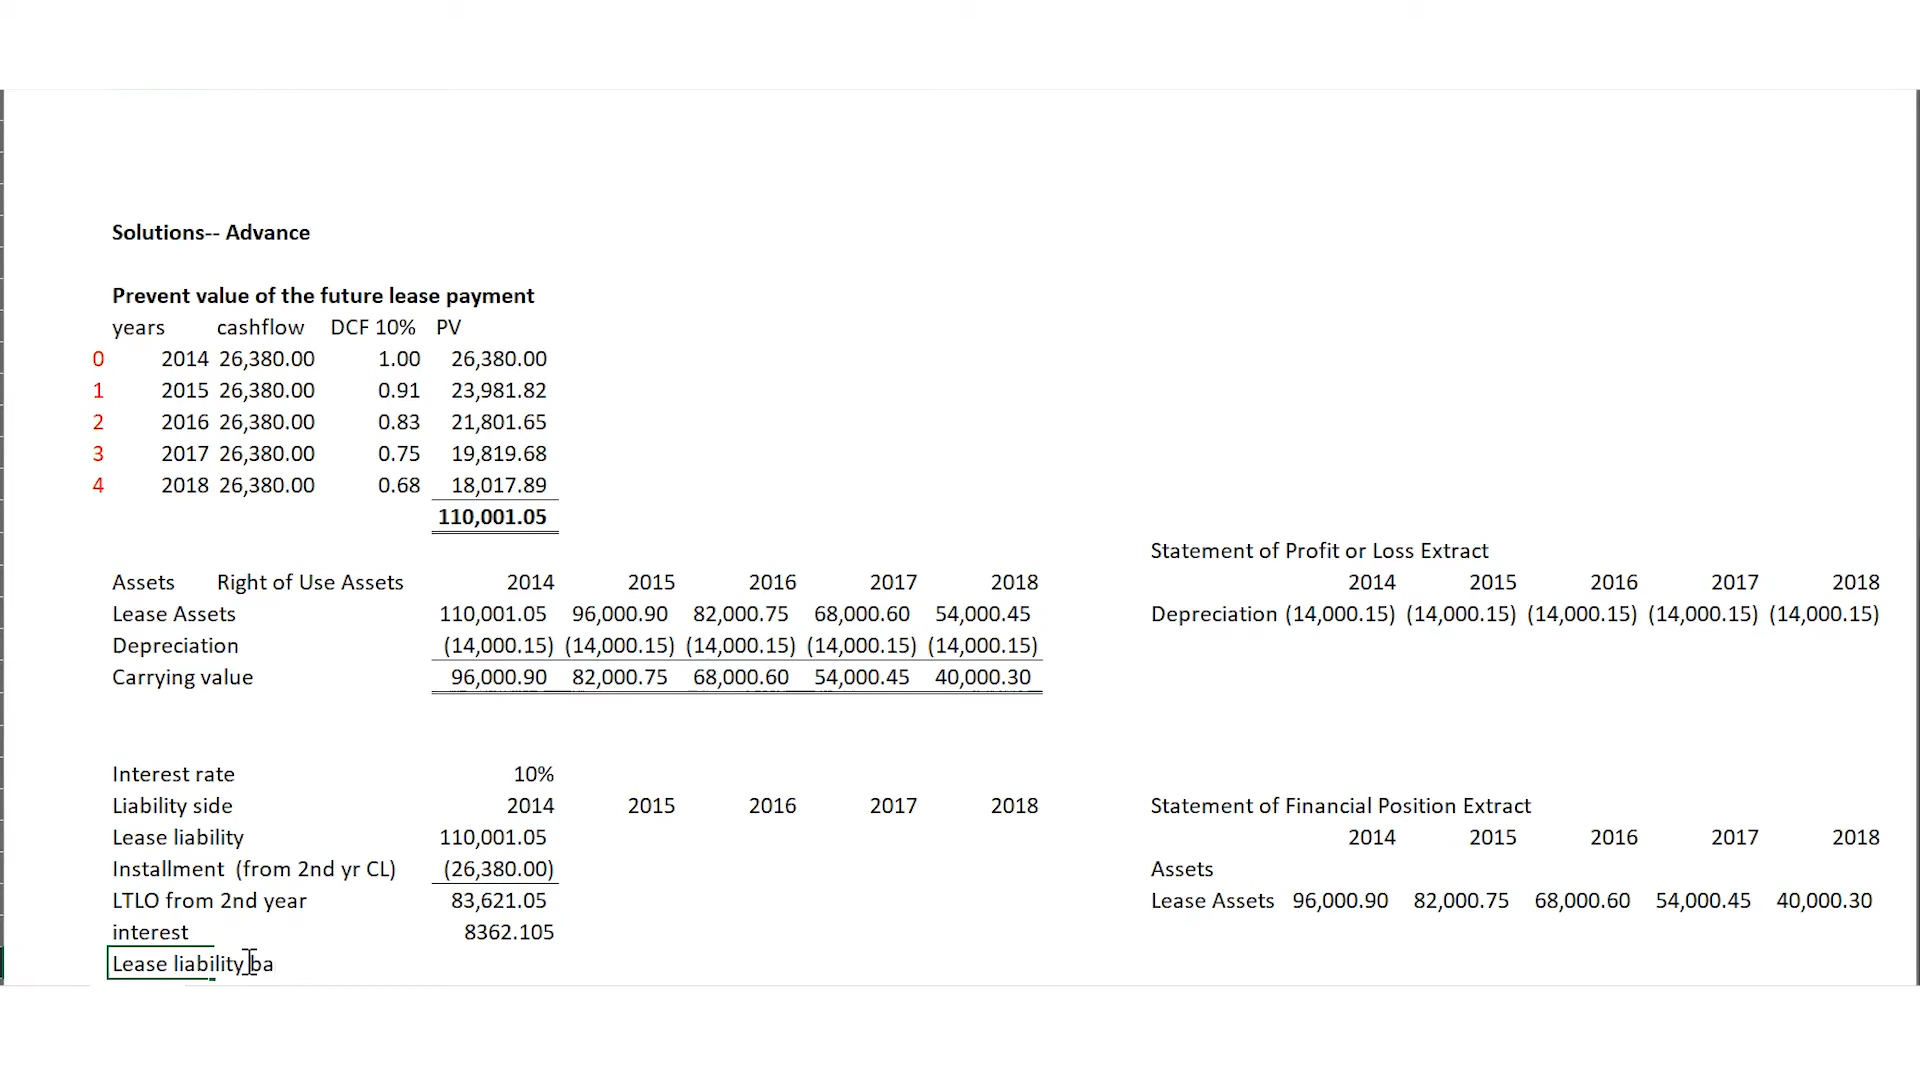 Solutions-- Advance
Prevent value of the future lease payment
years cashflow DCF 10% PV
0 2014 26,380.00 1.00 26,380.00
1 2015 26,380.00 0.91 23,981.82
2 2016 26,380.00 0.83 21,801.65
3 2017 26,380.00 0.75 19,819.68
4 2018 26,380.00 0.68 18,017.89
110,001.05
Assets Right of Use Assets 2014 2015 2016 2017 2018
Lease Assets 110,001.05 96,000.90 82,000.75 68,000.60 54,000.45
Depreciation (14,000.15) (14,000.15) (14,000.15) (14,000.15) (14,000.15)
Carrying value 96,000.90 82,000.75 68,000.60 54,000.45 40,000.30
Interest rate 10%
Liability side 2014 2015 2016 2017 2018
Lease liability 110,001.05
Installment (from 2nd yr CL) (26,380.00)
LTLO from 2nd year 83,621.05
interest 8362.105
Lease liability ba
Statement of Profit or Loss Extract
2014 2015 2016 2017 2018
Depreciation (14,000.15) (14,000.15) (14,000.15) (14,000.15) (14,000.15)
Statement of Financial Position Extract
2014 2015 2016 2017 2018
Assets
Lease Assets 96,000.90 82,000.75 68,000.60 54,000.45 40,000.30